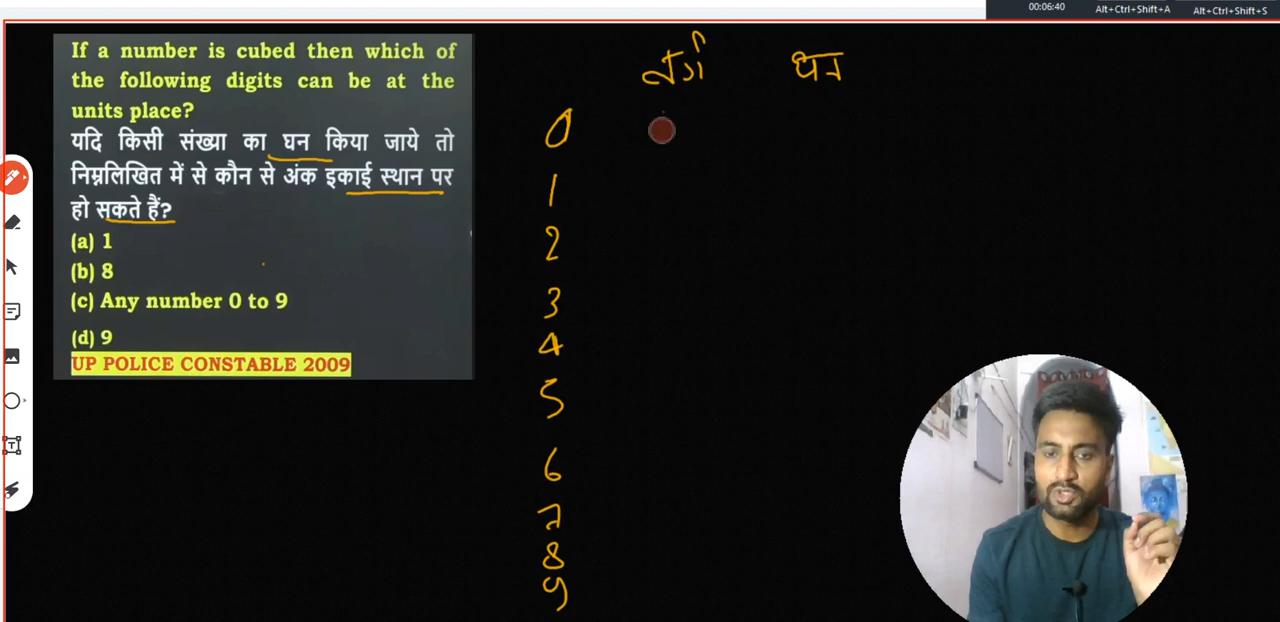 00:06:40 Alt+Ctrl+Shift+A Alt+Ctrl+Shift+S
If a number is cubed then which of
the following digits can be at the
units place?
यदि किसी संख्या का घन किया जाये तो
निम्नलिखित में से कौन से अंक इकाई स्थान पर
हो सकते हैं?
(a) 1
(b) 8
(c) Any number 0 to 9
(d) 9
UP POLICE CONSTABLE 2009
वर्ग घन
0
1
2
3
4
5
6
7
8
9